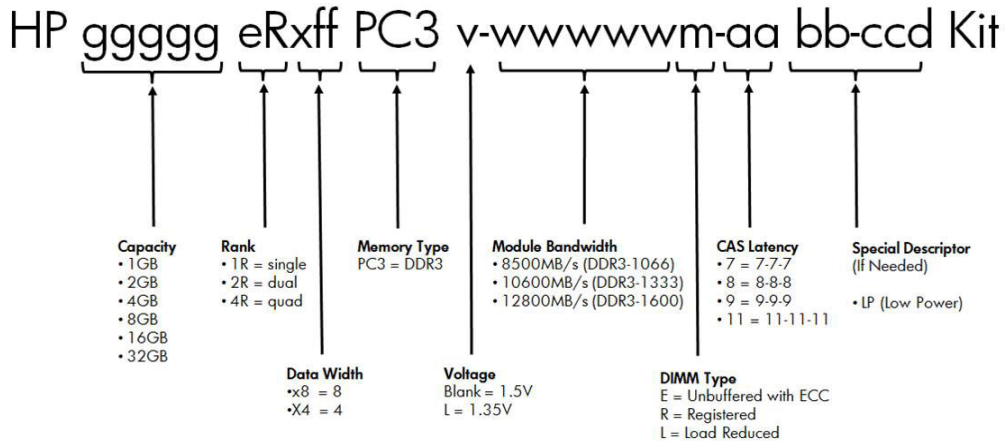 HP ggggg eRxff PC3 v-wwwwwm-aa bb-ccd Kit
Capacity
• 1GB
• 2GB
• 4GB
• 8GB
• 16GB
• 32GB
Rank
• 1R = single
• 2R = dual
• 4R = quad
Memory Type
PC3 = DDR3
Module Bandwidth
• 8500MB/s (DDR3-1066)
• 10600MB/s (DDR3-1333)
• 12800MB/s (DDR3-1600)
CAS Latency
• 7 = 7-7-7
• 8 = 8-8-8
• 9 = 9-9-9
• 11 = 11-11-11
Special Descriptor
(If Needed)
• LP (Low Power)
Data Width
•x8 = 8
•X4 = 4
Voltage
Blank = 1.5V
L = 1.35V
DIMM Type
E = Unbuffered with ECC
R = Registered
L = Load Reduced